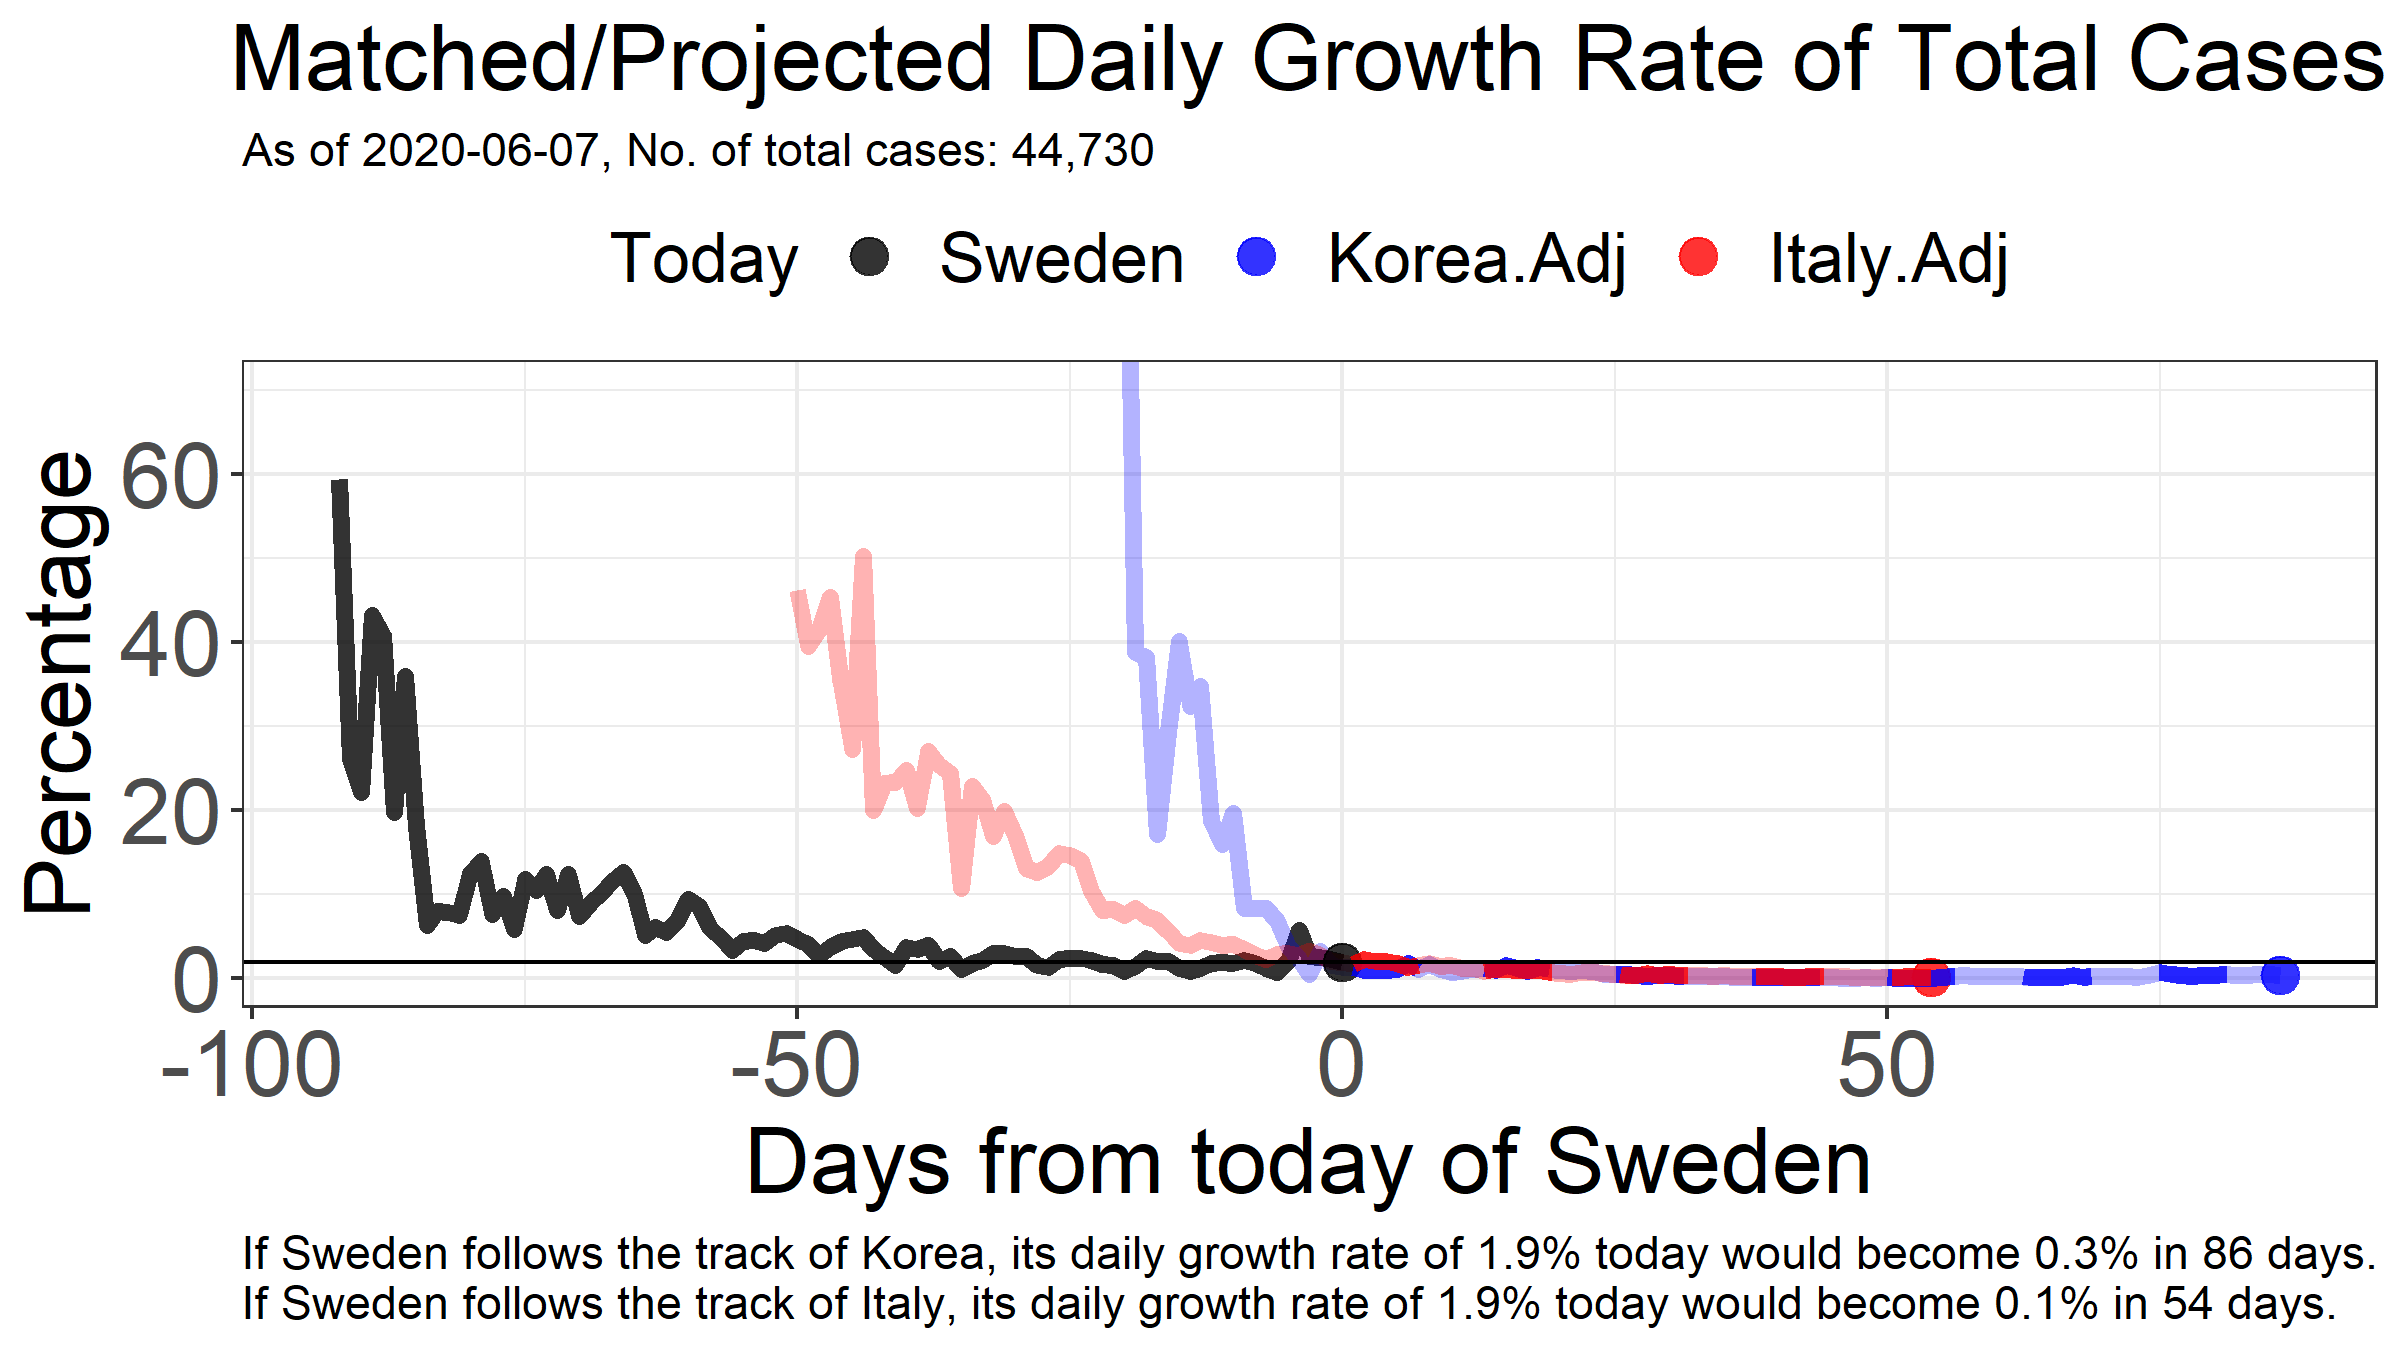 Matched/Projected Daily Growth Rate of Total Cases
As of 2020-06-07, No. of total cases: 44,730
Today Sweden Korea.Adj Italy.Adj
Percentage
60
40
20
0
-100 -50 0 50
Days from today of Sweden
If Sweden follows the track of Korea, its daily growth rate of 1.9% today would become 0.3% in 86 days.
If Sweden follows the track of Italy, its daily growth rate of 1.9% today would become 0.1% in 54 days.